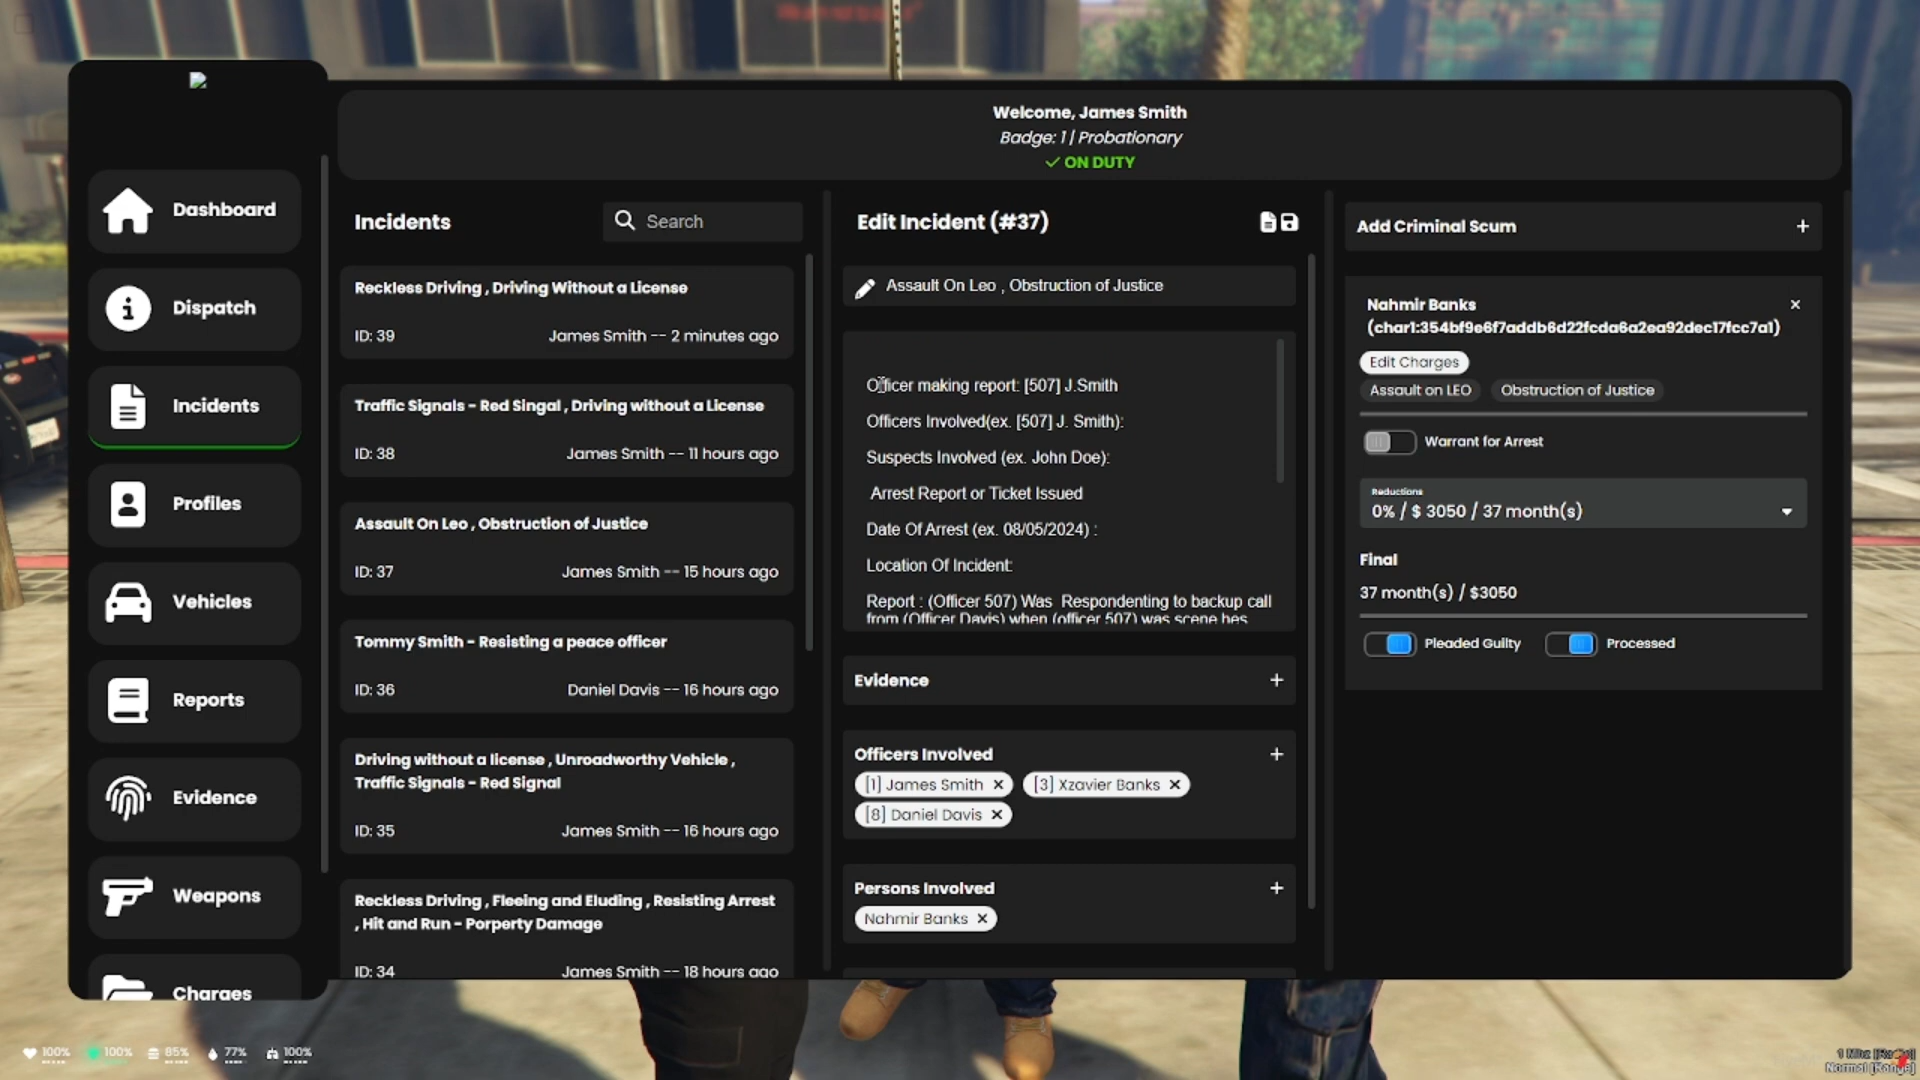 Welcome, James Smith
Badge: 1 | Probationary
ON DUTY
Dashboard
Dispatch
Incidents
Profiles
Vehicles
Reports
Evidence
Weapons
Charges
Incidents
Search
Reckless Driving , Driving Without a License
ID: 39 James Smith -- 2 minutes ago
Traffic Signals - Red Singal , Driving without a License
ID: 38 James Smith -- 11 hours ago
Assault On Leo , Obstruction of Justice
ID: 37 James Smith -- 15 hours ago
Tommy Smith - Resisting a peace officer
ID: 36 Daniel Davis -- 16 hours ago
Driving without a license , Unroadworthy Vehicle ,
Traffic Signals - Red Signal
ID: 35 James Smith -- 16 hours ago
Reckless Driving , Fleeing and Eluding , Resisting Arrest
, Hit and Run - Porperty Damage
ID: 34 James Smith -- 18 hours ago
Edit Incident (#37)
Assault On Leo , Obstruction of Justice
Officer making report: [507] J.Smith
Officers Involved(ex. [507] J. Smith):
Suspects Involved (ex. John Doe):
Arrest Report or Ticket Issued
Date Of Arrest (ex. 08/05/2024) :
Location Of Incident:
Report : (Officer 507) Was Respondenting to backup call
from (Officer Davis) when (officer 507) was scene hes
Evidence
Officers Involved
[1] James Smith
[3] Xzavier Banks
[8] Daniel Davis
Persons Involved
Nahmir Banks
Add Criminal Scum
Nahmir Banks
(char1:354bf9e6f7addb6d22fcda6a2ea92dec17fcc7a1)
Edit Charges
Assault on LEO
Obstruction of Justice
Warrant for Arrest
Reductions
0% / $ 3050 / 37 month(s)
Final
37 month(s) / $3050
Pleaded Guilty
Processed
100% 100% 85% 77% 100%
Normal